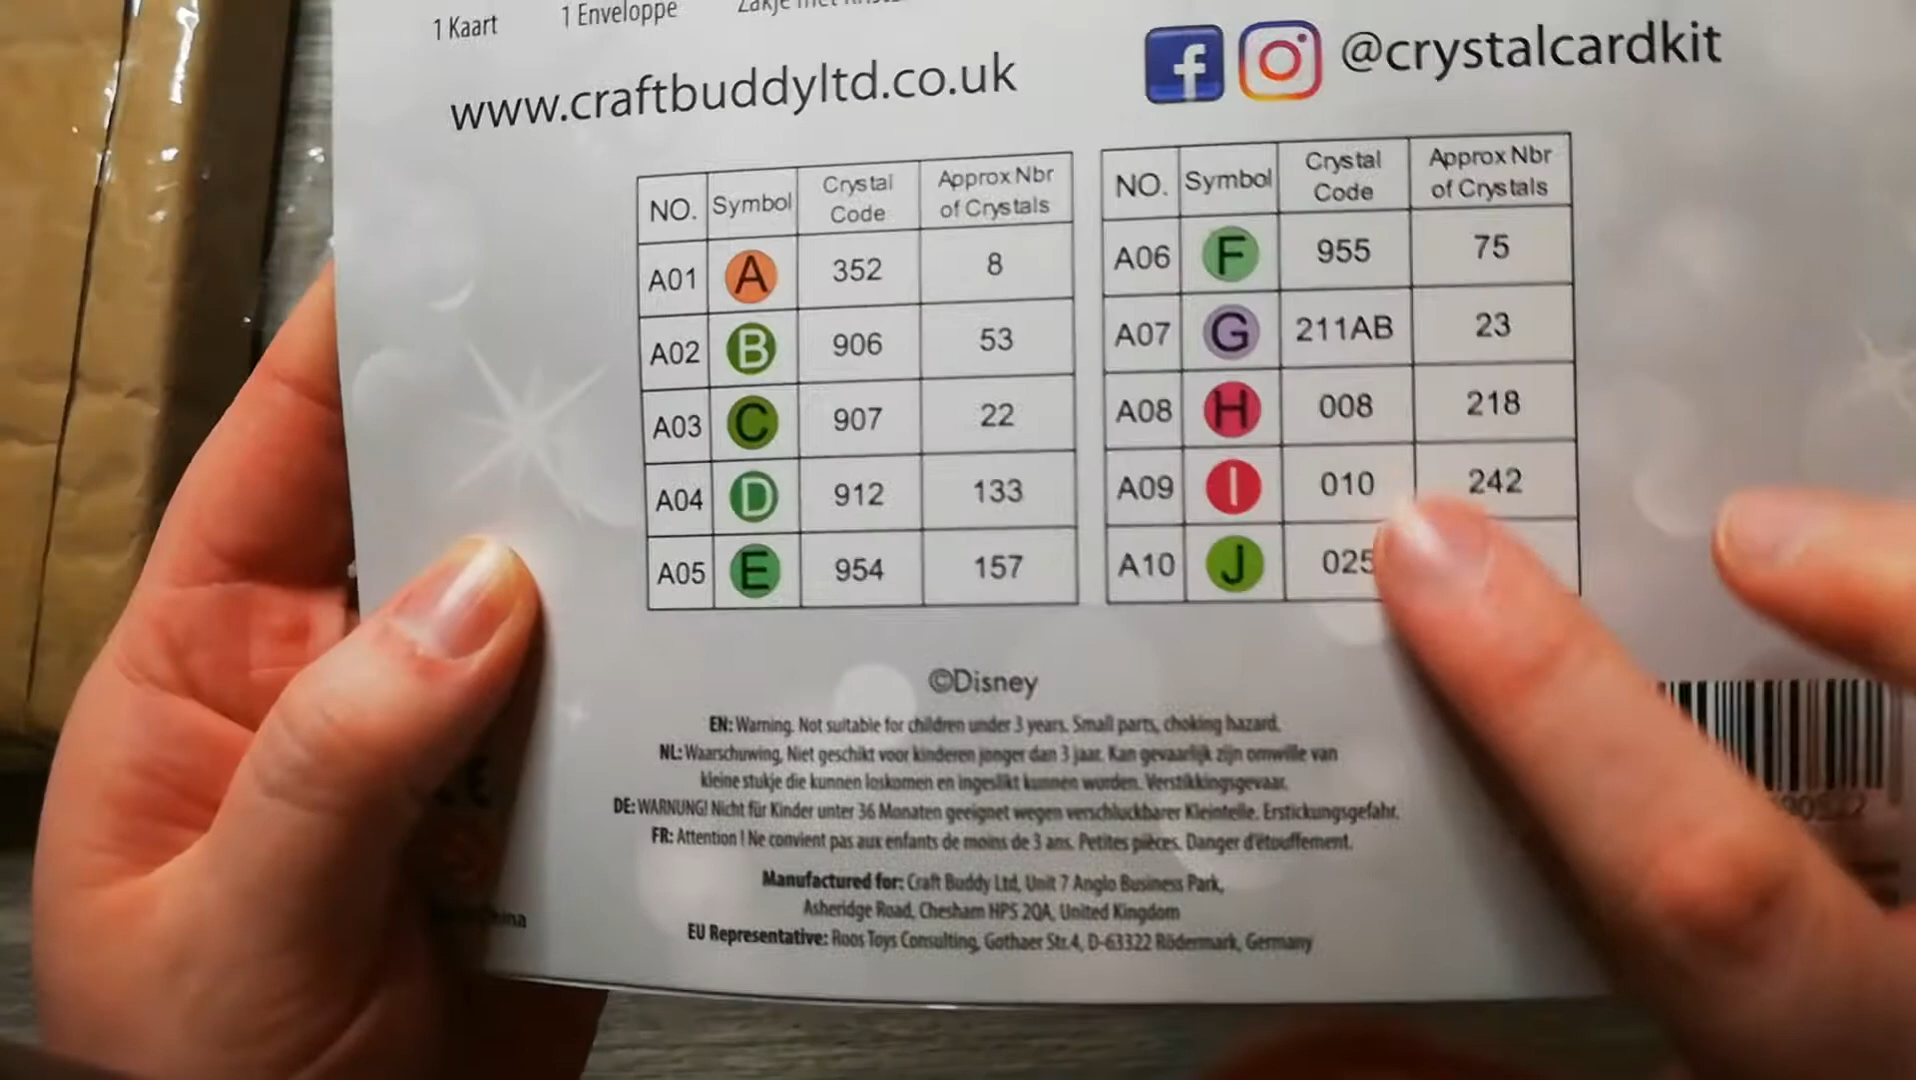 1 Kaart 1 Enveloppe Zakje met
www.craftbuddyltd.co.uk
@crystalcardkit
NO. Symbol Crystal Code Approx Nbr of Crystals
A01 A 352 8
A02 B 906 53
A03 C 907 22
A04 D 912 133
A05 E 954 157
NO. Symbol Crystal Code Approx Nbr of Crystals
A06 F 955 75
A07 G 211AB 23
A08 H 008 218
A09 I 010 242
A10 J 025
©Disney
EN: Warning. Not suitable for children under 3 years. Small parts, choking hazard.
NL: Waarschuwing, Niet geschikt voor kinderen jonger dan 3 jaar. Kan gevaarlijk zijn omwille van
kleine stukje die kunnen loskomen en ingeslikt kunnen worden. Verstikkingsgevaar.
DE: WARNUNG! Nicht für Kinder unter 36 Monaten geeignet wegen verschluckbarer Kleinteile. Erstickungsgefahr.
FR: Attention ! Ne convient pas aux enfants de moins de 3 ans. Petites pièces. Danger d'étouffement.
Manufactured for: Craft Buddy Ltd, Unit 7 Anglo Business Park,
Asheridge Road, Chesham HP5 2QA, United Kingdom
EU Representative: Roos Toys Consulting, Gothaer Str.4, D-63322 Rödermark, Germany